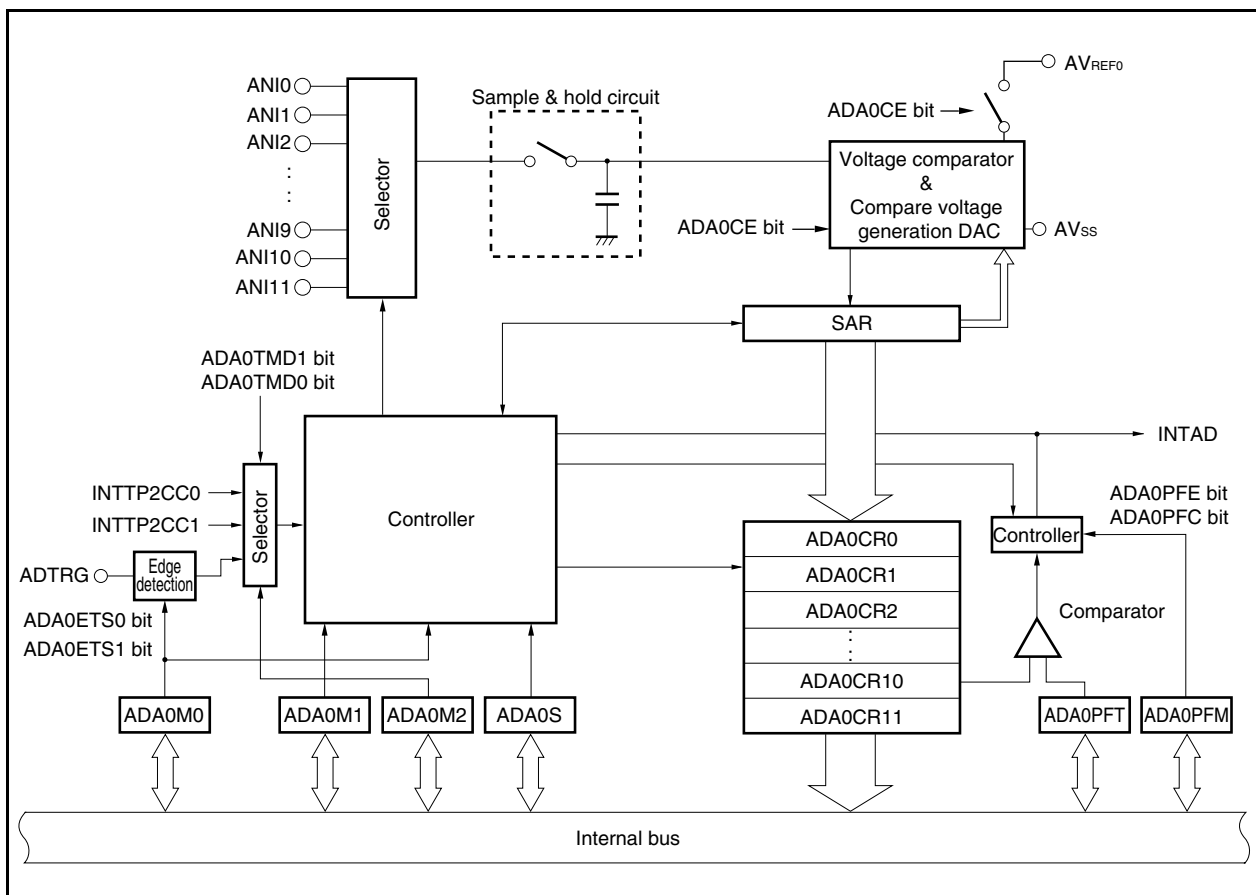 ANI0
ANI1
ANI2
ANI9
ANI10
ANI11
Selector
Sample & hold circuit
AVREF0
ADA0CE bit
Voltage comparator
&
Compare voltage
generation DAC
ADA0CE bit
AVSS
SAR
ADA0TMD1 bit
ADA0TMD0 bit
INTTP2CC0
INTTP2CC1
ADTRG
Edge
detection
Selector
Controller
ADA0ETS0 bit
ADA0ETS1 bit
INTAD
ADA0PFE bit
ADA0PFC bit
Controller
Comparator
ADA0CR0
ADA0CR1
ADA0CR2
ADA0CR10
ADA0CR11
ADA0M0
ADA0M1
ADA0M2
ADA0S
ADA0PFT
ADA0PFM
Internal bus